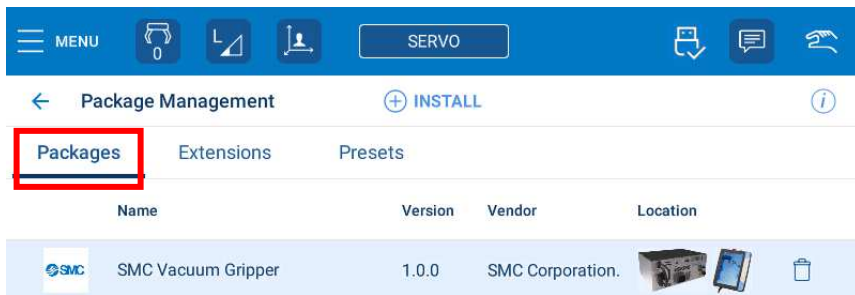 MENU 0 L SERVO
Package Management INSTALL i
Packages Extensions Presets
Name Version Vendor Location
SMC SMC Vacuum Gripper 1.0.0 SMC Corporation.